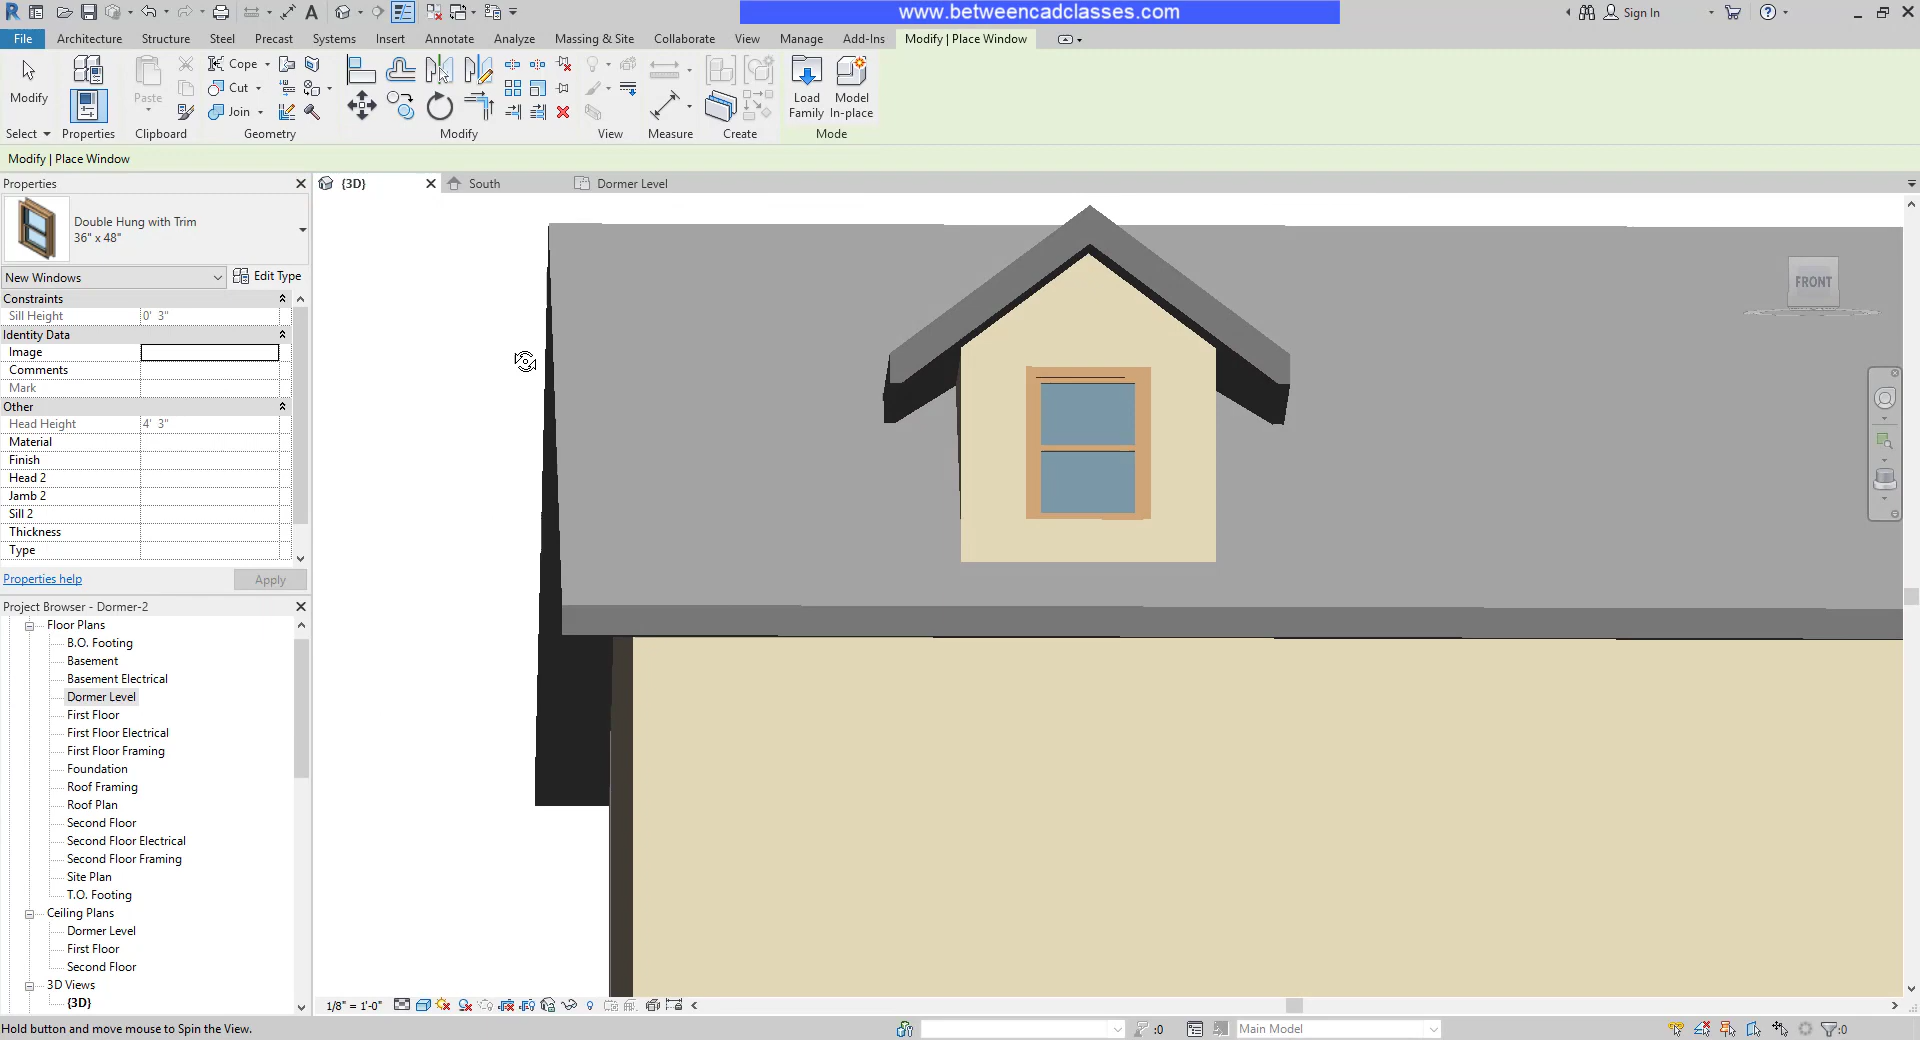 www.betweencadclasses.com
Sign In
File
Architecture
Structure
Steel
Precast
Systems
Insert
Annotate
Analyze
Massing & Site
Collaborate
View
Manage
Add-Ins
Modify | Place Window
Modify
Paste
Cope
Cut
Join
Load Family
Model In-place
Select
Properties
Clipboard
Geometry
Modify
View
Measure
Create
Mode
Modify | Place Window
Properties
Double Hung with Trim
36" x 48"
New Windows
Edit Type
Constraints
Sill Height 0' 3"
Identity Data
Image
Comments
Mark
Other
Head Height 4' 3"
Material
Finish
Head 2
Jamb 2
Sill 2
Thickness
Type
Properties help
Apply
Project Browser - Dormer-2
Floor Plans
B.O. Footing
Basement
Basement Electrical
Dormer Level
First Floor
First Floor Electrical
First Floor Framing
Foundation
Roof Framing
Roof Plan
Second Floor
Second Floor Electrical
Second Floor Framing
Site Plan
T.O. Footing
Ceiling Plans
Dormer Level
First Floor
Second Floor
3D Views
{3D}
{3D}
South
Dormer Level
FRONT
1/8" = 1'-0"
Hold button and move mouse to Spin the View.
:0
Main Model
:0